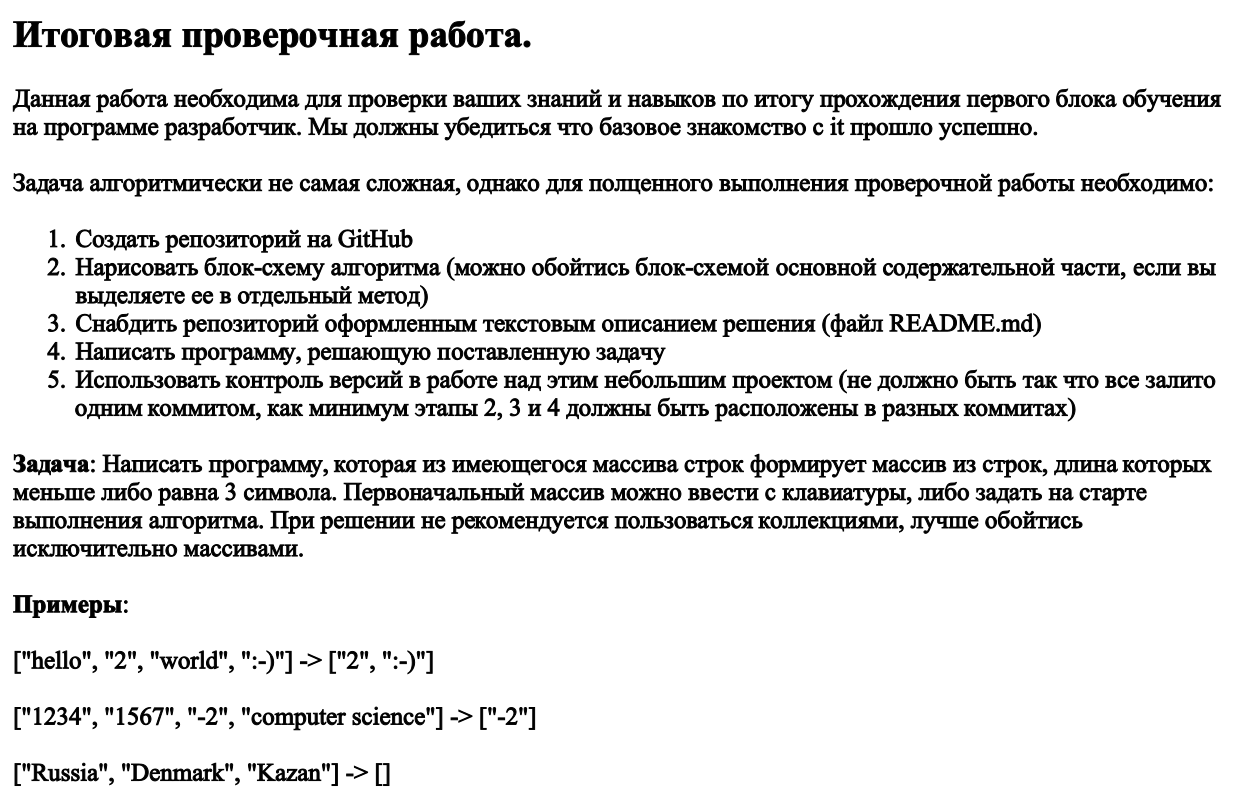 Итоговая проверочная работа.
Данная работа необходима для проверки ваших знаний и навыков по итогу прохождения первого блока обучения
на программе разработчик. Мы должны убедиться что базовое знакомство с it прошло успешно.
Задача алгоритмически не самая сложная, однако для полценного выполнения проверочной работы необходимо:
1. Создать репозиторий на GitHub
2. Нарисовать блок-схему алгоритма (можно обойтись блок-схемой основной содержательной части, если вы
выделяете ее в отдельный метод)
3. Снабдить репозиторий оформленным текстовым описанием решения (файл README.md)
4. Написать программу, решающую поставленную задачу
5. Использовать контроль версий в работе над этим небольшим проектом (не должно быть так что все залито
одним коммитом, как минимум этапы 2, 3 и 4 должны быть расположены в разных коммитах)
Задача: Написать программу, которая из имеющегося массива строк формирует массив из строк, длина которых
меньше либо равна 3 символа. Первоначальный массив можно ввести с клавиатуры, либо задать на старте
выполнения алгоритма. При решении не рекомендуется пользоваться коллекциями, лучше обойтись
исключительно массивами.
Примеры:
["hello", "2", "world", ":-)"] -> ["2", ":-)"]
["1234", "1567", "-2", "computer science"] -> ["-2"]
["Russia", "Denmark", "Kazan"] -> []